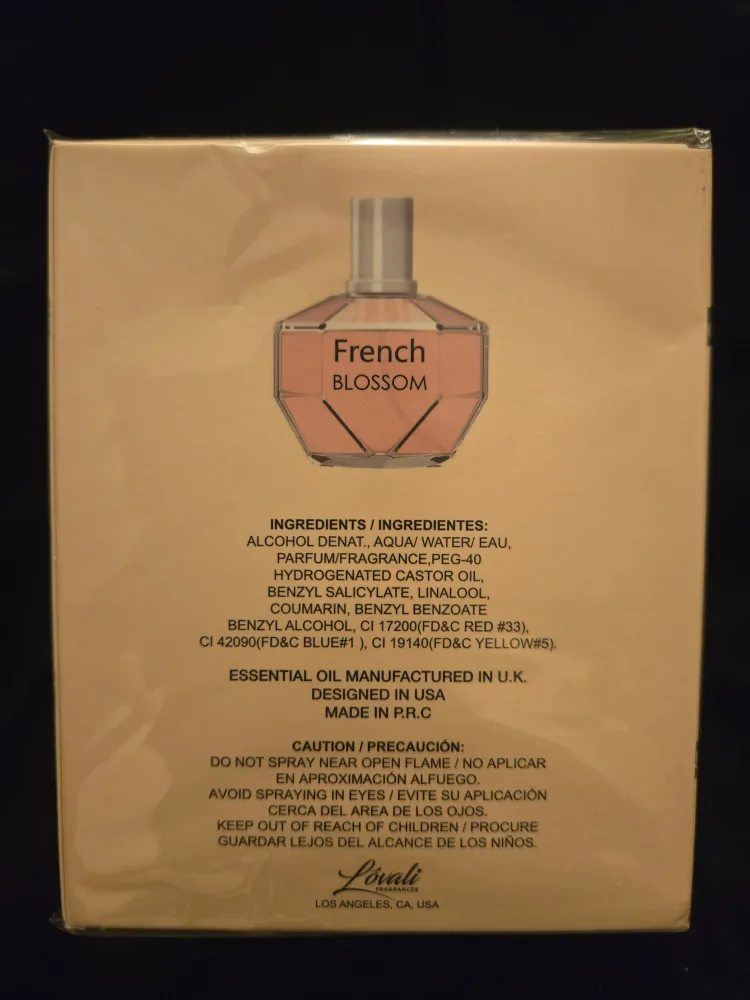 French
BLOSSOM
INGREDIENTS / INGREDIENTES:
ALCOHOL DENAT., AQUA/ WATER/ EAU,
PARFUM/FRAGRANCE,PEG-40
HYDROGENATED CASTOR OIL,
BENZYL SALICYLATE, LINALOOL,
COUMARIN, BENZYL BENZOATE
BENZYL ALCOHOL, CI 17200(FD&C RED #33),
CI 42090(FD&C BLUE#1 ), CI 19140(FD&C YELLOW#5).
ESSENTIAL OIL MANUFACTURED IN U.K.
DESIGNED IN USA
MADE IN P.R.C
CAUTION / PRECAUCIÓN:
DO NOT SPRAY NEAR OPEN FLAME / NO APLICAR
EN APROXIMACIÓN ALFUEGO.
AVOID SPRAYING IN EYES / EVITE SU APLICACIÓN
CERCA DEL AREA DE LOS OJOS.
KEEP OUT OF REACH OF CHILDREN / PROCURE
GUARDAR LEJOS DEL ALCANCE DE LOS NIÑOS.
Lóvali
FRAGRANCES
LOS ANGELES, CA, USA